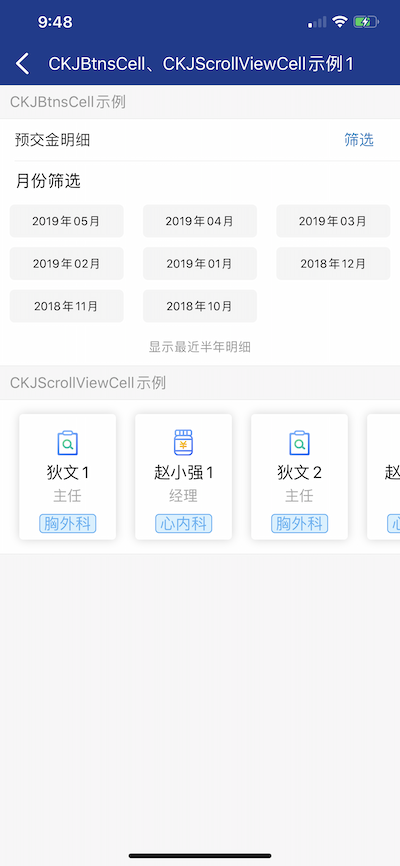 9:48
CKJBtnsCell、CKJScrollViewCell示例1
CKJBtnsCell示例
预交金明细 筛选
月份筛选
2019年05月 2019年04月 2019年03月
2019年02月 2019年01月 2018年12月
2018年11月 2018年10月
显示最近半年明细
CKJScrollViewCell示例
狄文1 赵小强1 狄文2 赵
主任 经理 主任
胸外科 心内科 胸外科 心